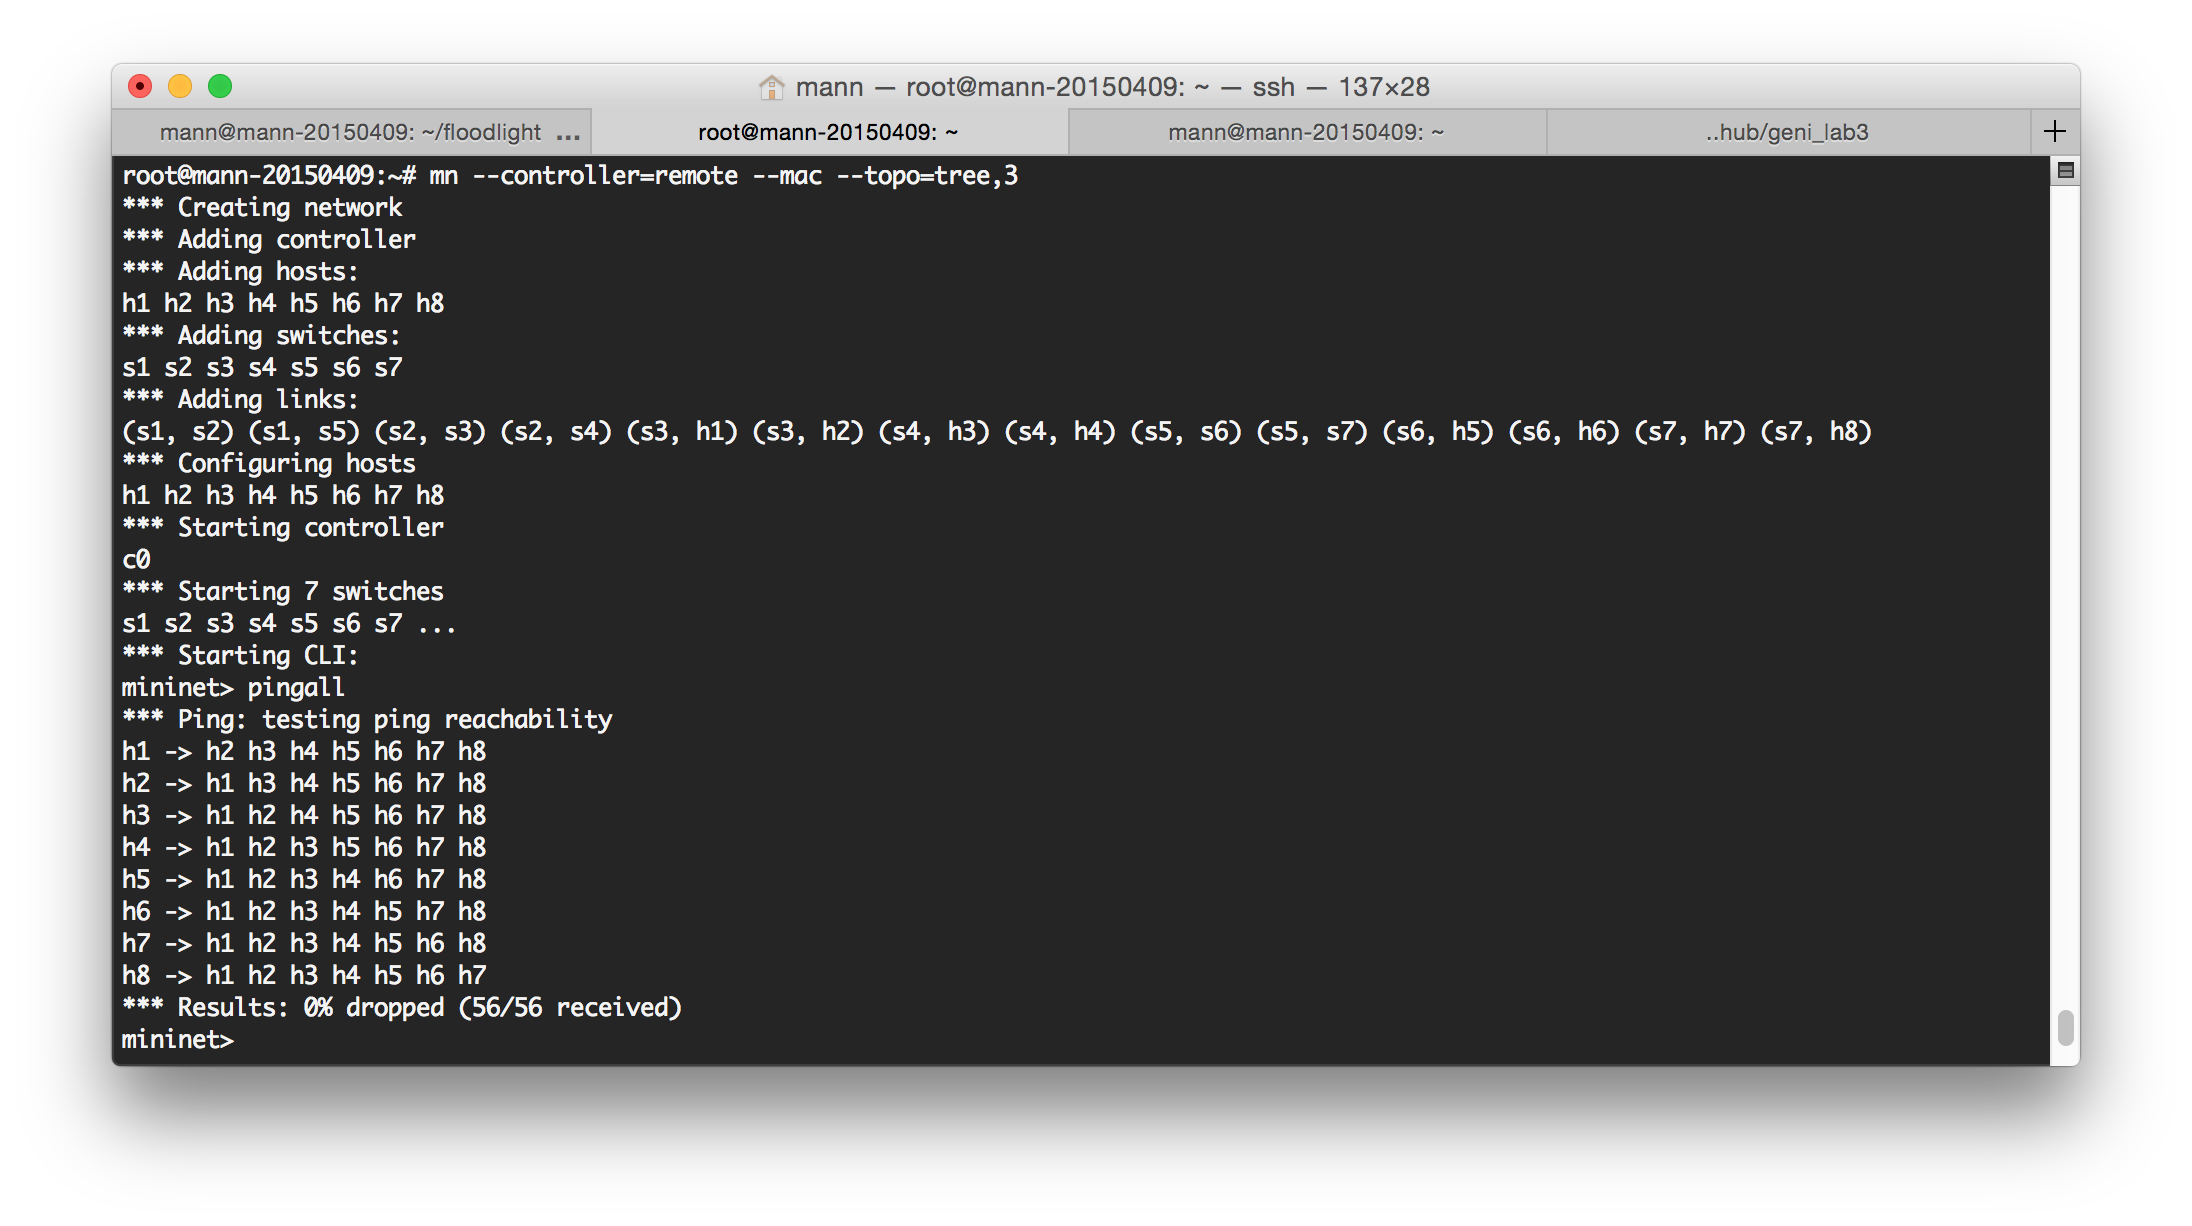 mann — root@mann-20150409: ~ — ssh — 137×28
mann@mann-20150409: ~/floodlight ...
root@mann-20150409: ~
mann@mann-20150409: ~
..hub/geni_lab3
+
root@mann-20150409:~# mn --controller=remote --mac --topo=tree,3
*** Creating network
*** Adding controller
*** Adding hosts:
h1 h2 h3 h4 h5 h6 h7 h8
*** Adding switches:
s1 s2 s3 s4 s5 s6 s7
*** Adding links:
(s1, s2) (s1, s5) (s2, s3) (s2, s4) (s3, h1) (s3, h2) (s4, h3) (s4, h4) (s5, s6) (s5, s7) (s6, h5) (s6, h6) (s7, h7) (s7, h8)
*** Configuring hosts
h1 h2 h3 h4 h5 h6 h7 h8
*** Starting controller
c0
*** Starting 7 switches
s1 s2 s3 s4 s5 s6 s7 ...
*** Starting CLI:
mininet> pingall
*** Ping: testing ping reachability
h1 -> h2 h3 h4 h5 h6 h7 h8
h2 -> h1 h3 h4 h5 h6 h7 h8
h3 -> h1 h2 h4 h5 h6 h7 h8
h4 -> h1 h2 h3 h5 h6 h7 h8
h5 -> h1 h2 h3 h4 h6 h7 h8
h6 -> h1 h2 h3 h4 h5 h7 h8
h7 -> h1 h2 h3 h4 h5 h6 h8
h8 -> h1 h2 h3 h4 h5 h6 h7
*** Results: 0% dropped (56/56 received)
mininet>